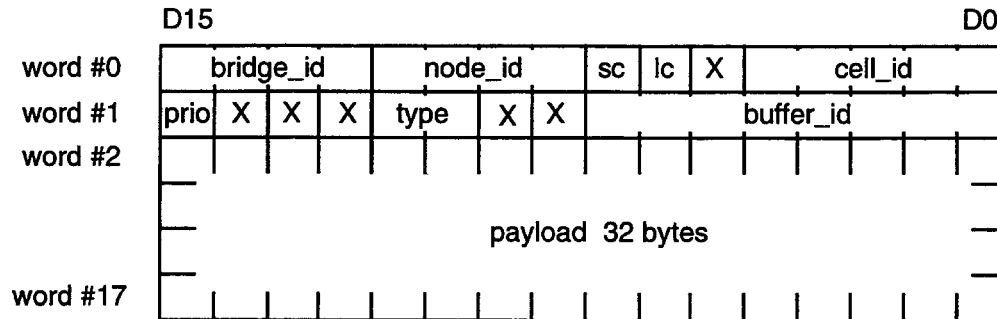 D15 D0
word #0 bridge_id node_id sc lc X cell_id
word #1 prio X X X type X X buffer_id
word #2
payload 32 bytes
word #17